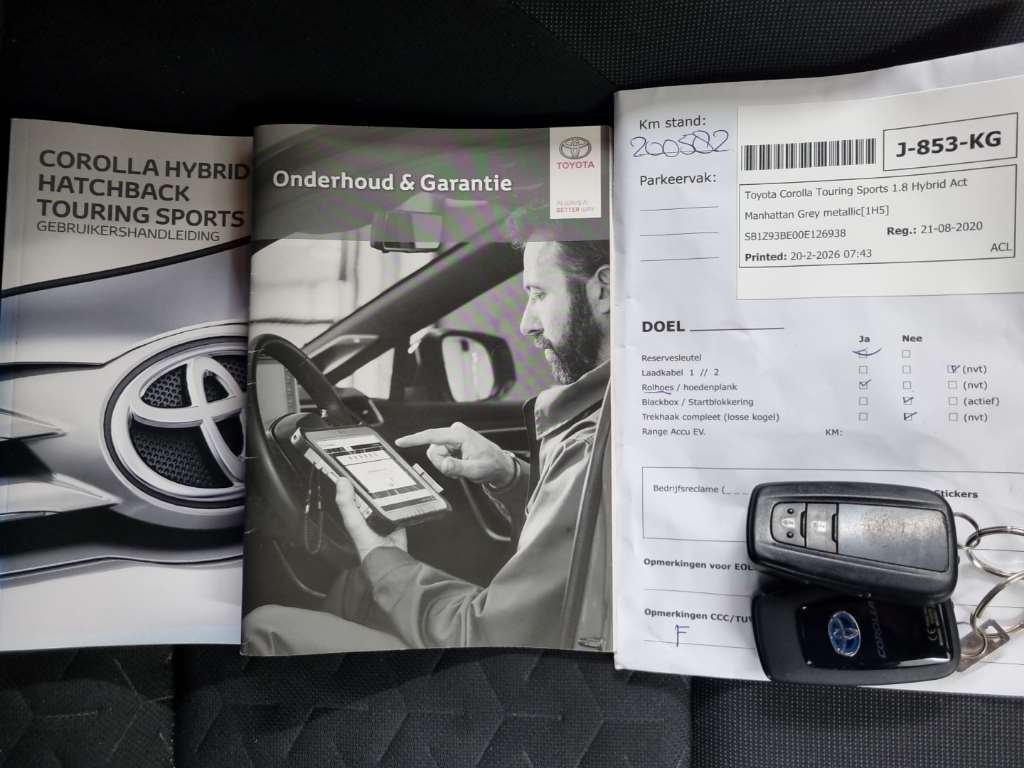 COROLLA HYBRID
HATCHBACK
TOURING SPORTS
GEBRUIKERSHANDLEIDING
Onderhoud & Garantie
TOYOTA
ALWAYS A
BETTER WAY
Km stand:
200582
Parkeervak:
J-853-KG
Toyota Corolla Touring Sports 1.8 Hybrid Act
Manhattan Grey metallic[1H5]
SB1Z93BE00E126938 Reg.: 21-08-2020
Printed: 20-2-2026 07:43 ACL
DOEL
Ja Nee
Reservesleutel
Laadkabel 1 // 2 (nvt)
Rolhoes / hoedenplank (nvt)
Blackbox / Startblokkering (actief)
Trekhaak compleet (losse kogel) (nvt)
Range Accu EV. KM:
Bedrijfsreclame ( Stickers
Opmerkingen voor EOL
Opmerkingen CCC/TUV
F
COROLLA